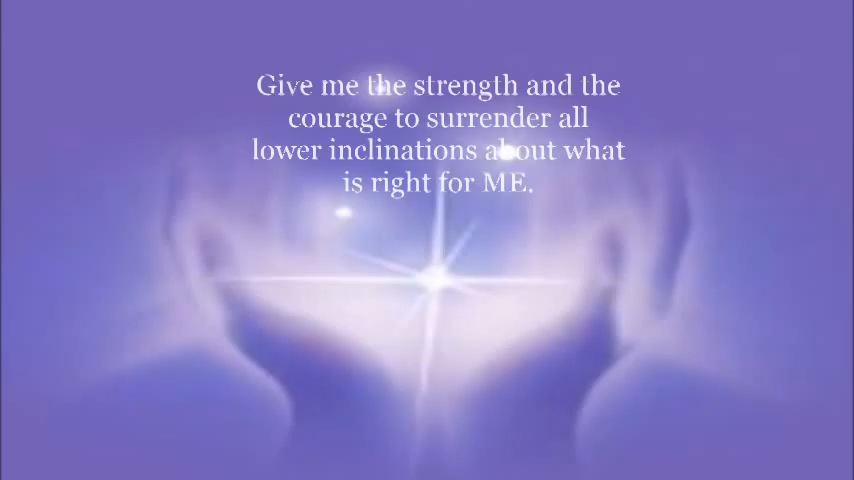 Give me the strength and the
courage to surrender all
lower inclinations about what
is right for ME.